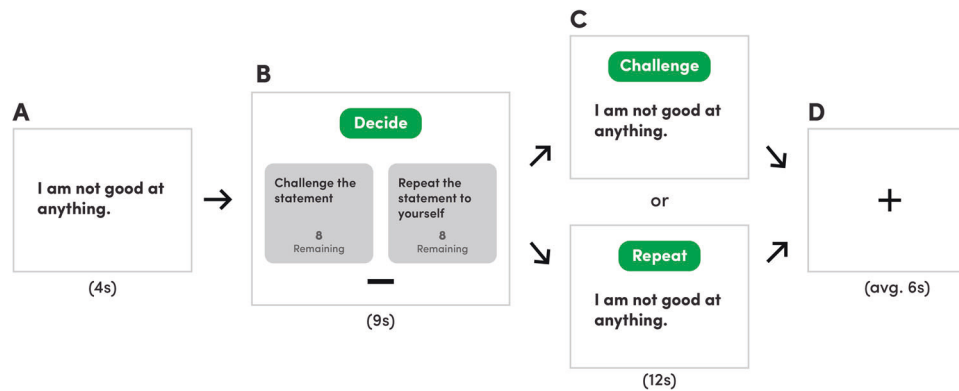 A
I am not good at
anything.
(4s)
B
Decide
Challenge the
statement
8
Remaining
Repeat the
statement to
yourself
8
Remaining
(9s)
C
Challenge
I am not good at
anything.
or
Repeat
I am not good at
anything.
(12s)
D
+
(avg. 6s)